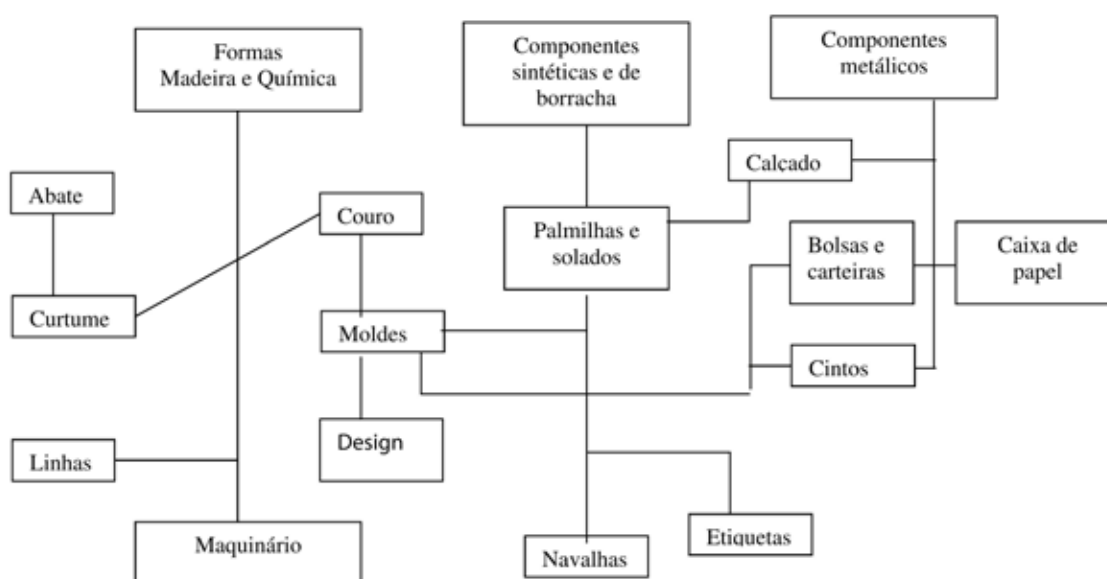 Formas
Madeira e Química
Componentes
sintéticas e de
borracha
Componentes
metálicos
Calçado
Abate
Couro
Palmilhas e
solados
Bolsas e
carteiras
Caixa de
papel
Curtume
Moldes
Cintos
Design
Linhas
Maquinário
Navalhas
Etiquetas